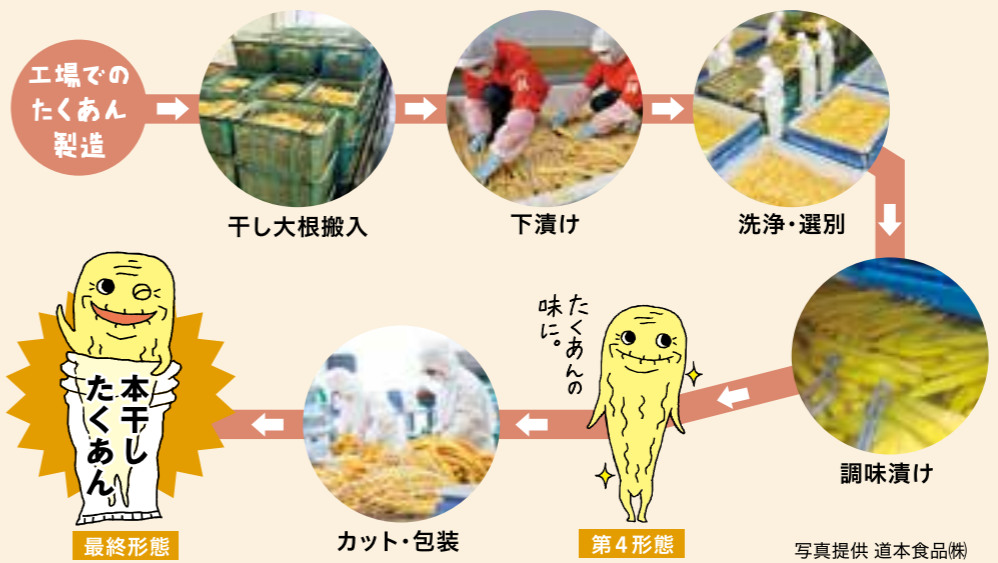 工場での
たくあん
製造
干し大根搬入
下漬け
洗浄・選別
調味漬け
たくあんの
味に。
第4形態
カット・包装
本干し
たくあん
最終形態
写真提供 道本食品㈱